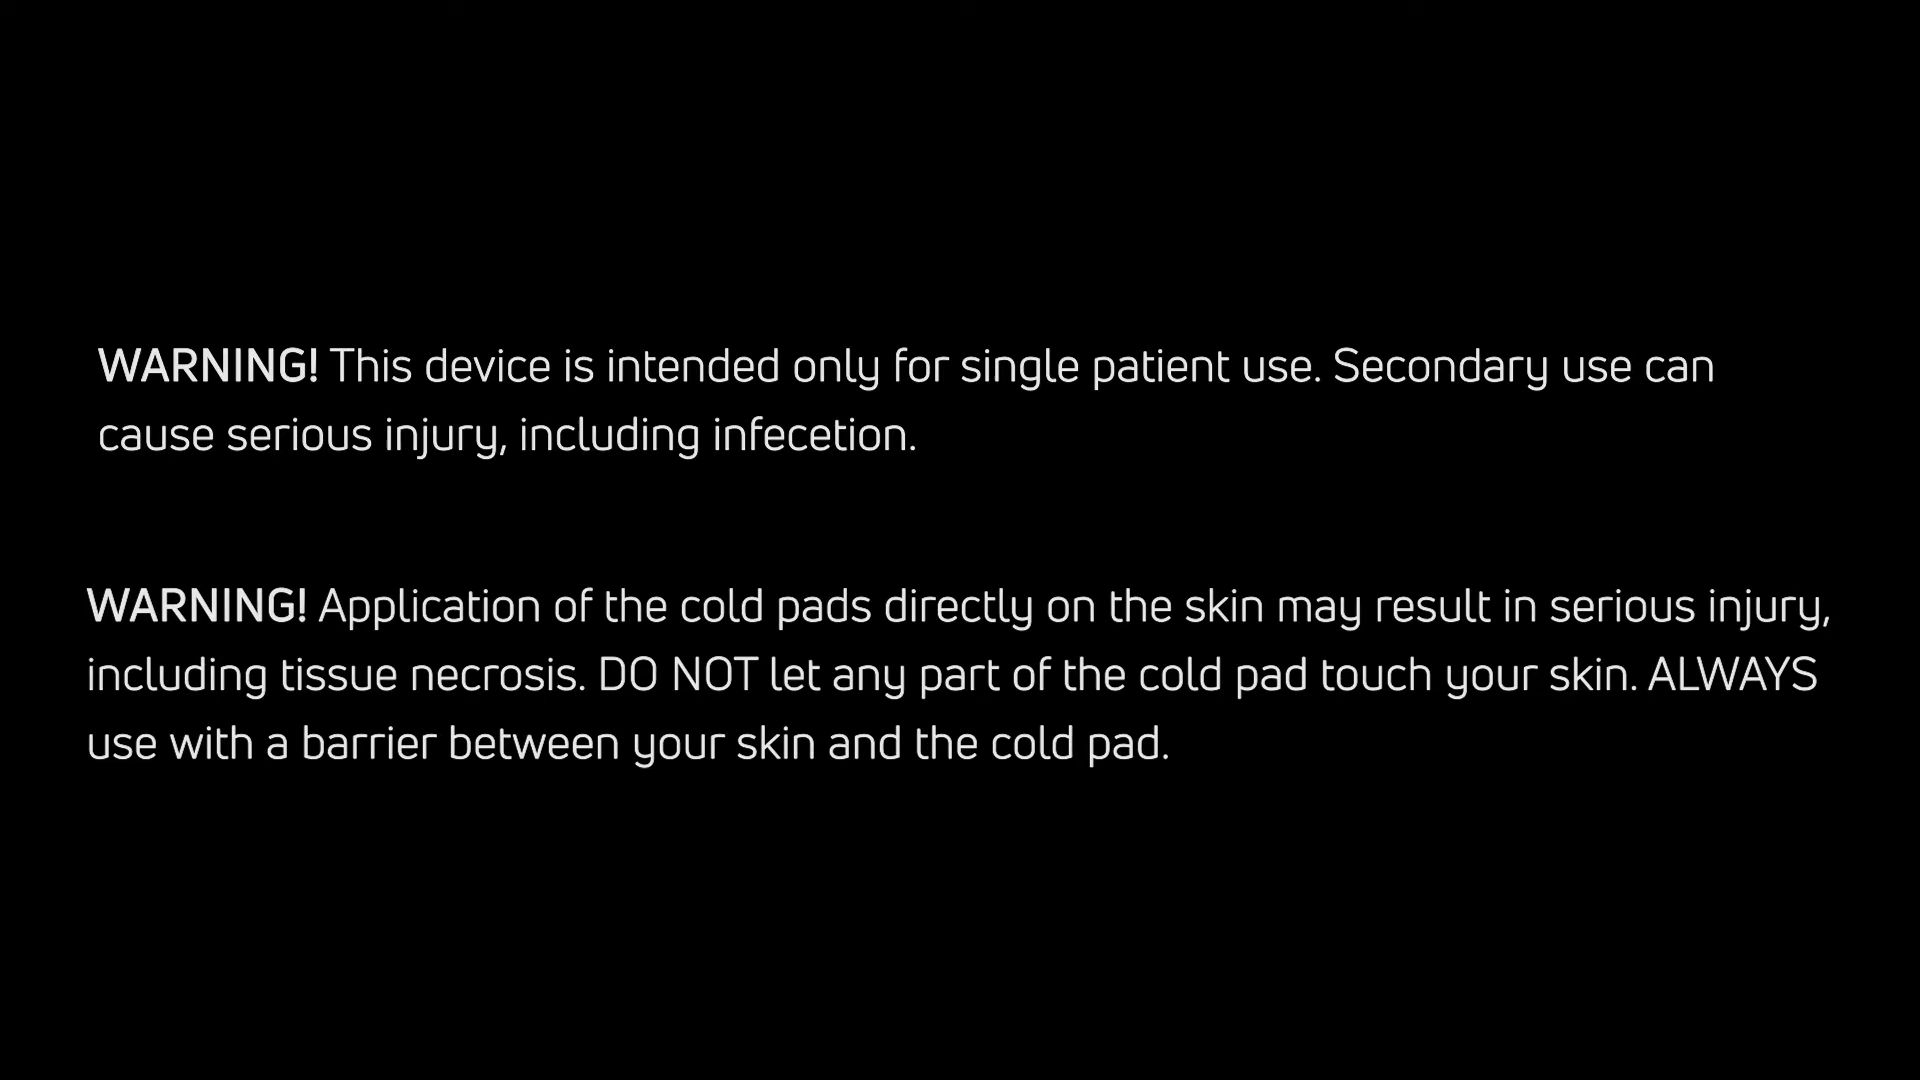 WARNING! This device is intended only for single patient use. Secondary use can
cause serious injury, including infecetion.
WARNING! Application of the cold pads directly on the skin may result in serious injury,
including tissue necrosis. DO NOT let any part of the cold pad touch your skin. ALWAYS
use with a barrier between your skin and the cold pad.